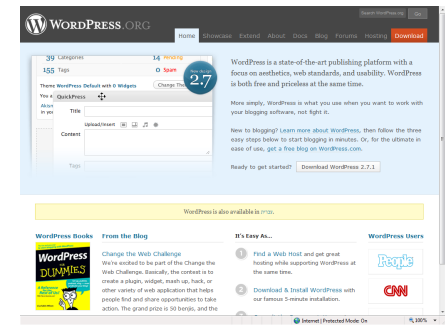 Search WordPress.org
Go
WORDPRESS.ORG
Home Showcase Extend About Docs Blog Forums Hosting Download
39 Categories 14 Pending
155 Tags 0 Spam
Theme WordPress Default with 0 Widgets Change The
You a
QuickPress
Akism
in you
Title
Upload/Insert
Content
Tags
2.7
WordPress is a state-of-the-art publishing platform with a
focus on aesthetics, web standards, and usability. WordPress
is both free and priceless at the same time.
More simply, WordPress is what you use when you want to work with
your blogging software, not fight it.
New to blogging? Learn more about WordPress, then follow the three
easy steps below to start blogging in minutes. Or, for the ultimate in
ease of use, get a free blog on WordPress.com.
Ready to get started? Download WordPress 2.7.1
WordPress is also available in עברית.
WordPress Books
WordPress
FOR
DUMMIES
From the Blog
Change the Web Challenge
We're excited to be part of the Change the
Web Challenge. Basically, the contest is to
create a plugin, widget, mash up, hack, or
other variety of web application that helps
people find and share opportunities to take
action. The grand prize is 50 benjis, and the
It's Easy As...
1 Find a Web Host and get great
hosting while supporting WordPress at
the same time.
2 Download & Install WordPress with
our famous 5-minute installation.
WordPress Users
People
CNN
Internet | Protected Mode: On 100%